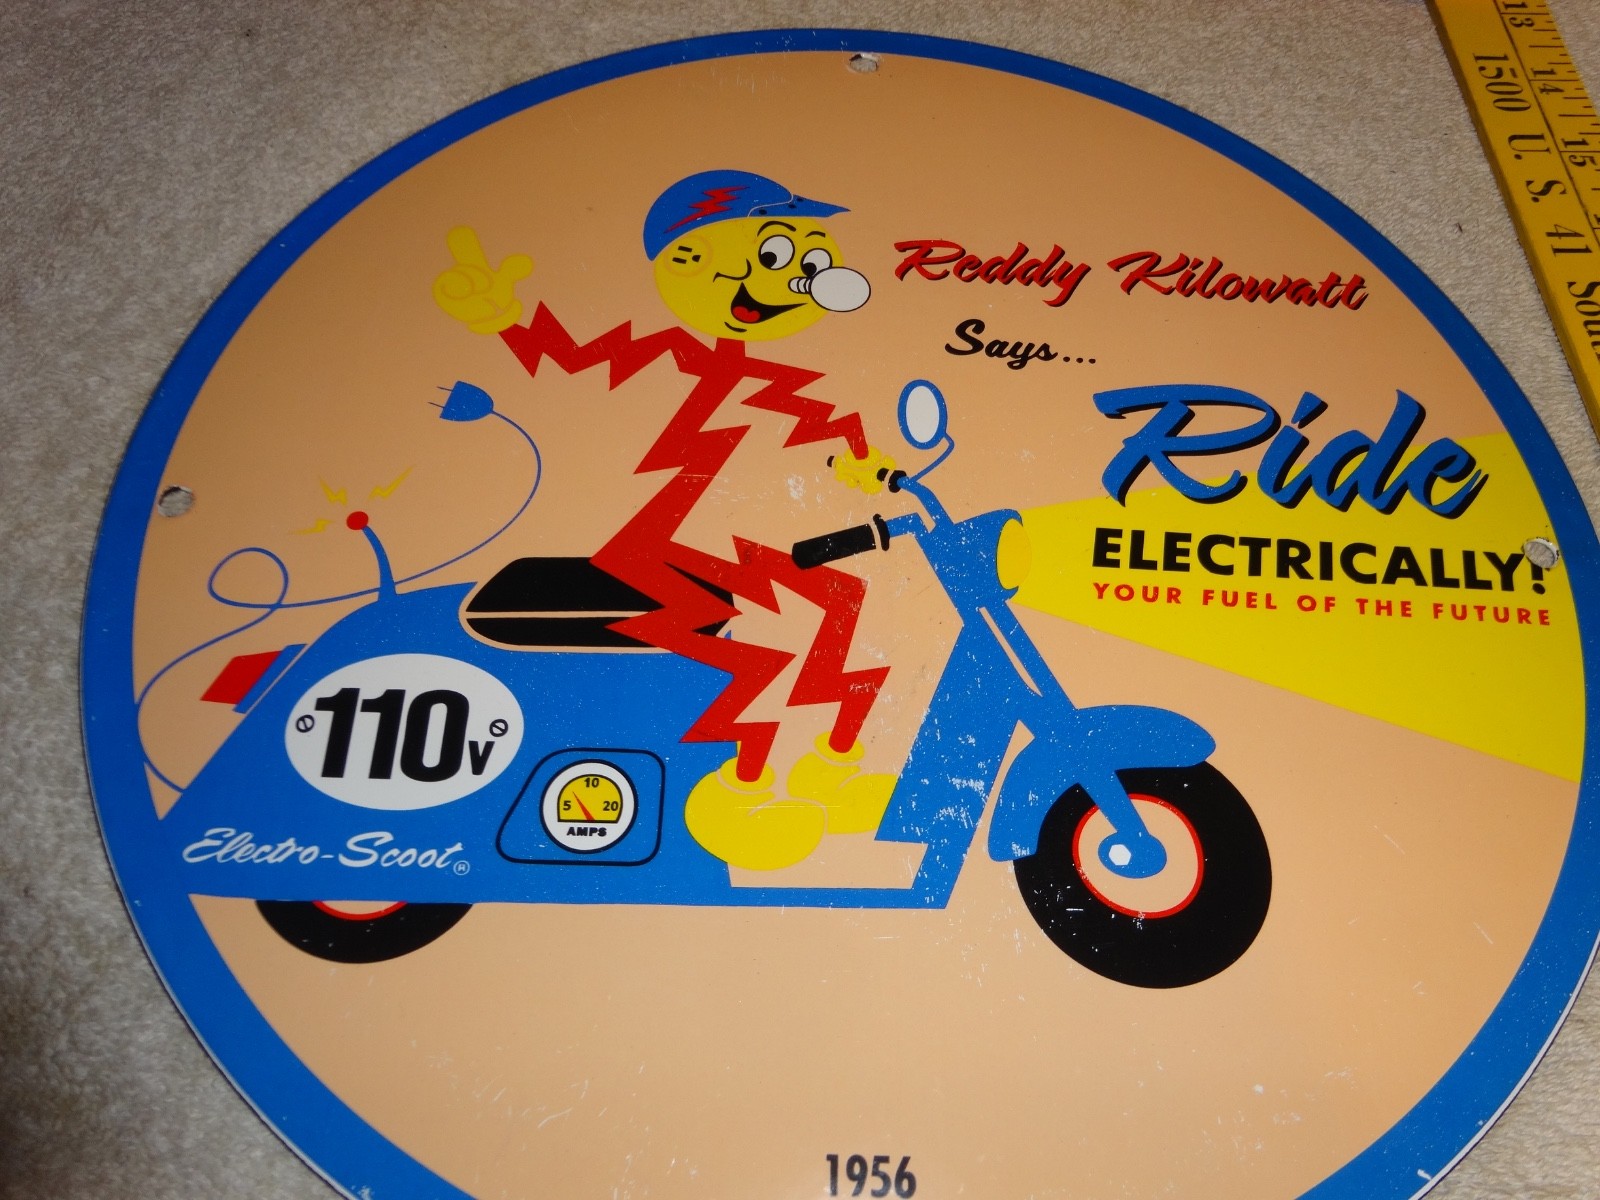 Reddy Kilowatt
Says...
Ride
ELECTRICALLY!
YOUR FUEL OF THE FUTURE
110v
5 10 20
AMPS
Electro-Scoot®
1956
13 14 15
1500 U. S. 41